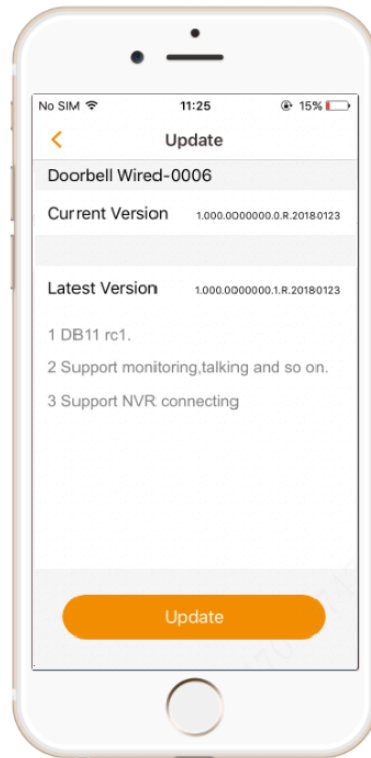 No SIM 11:25 15%
Update
Doorbell Wired-0006
Current Version 1.000.0000000.0.R.20180123
Latest Version 1.000.0000000.1.R.20180123
1 DB11 rc1.
2 Support monitoring,talking and so on.
3 Support NVR connecting
Update